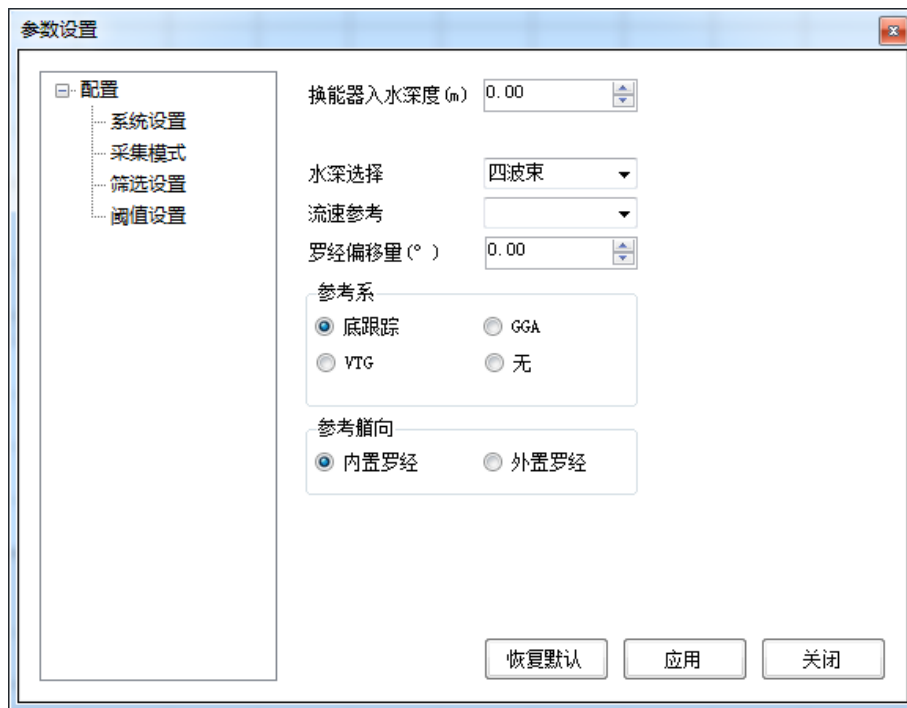 参数设置
配置
系统设置
采集模式
筛选设置
阈值设置
换能器入水深度(m) 0.00
水深选择 四波束
流速参考
罗经偏移量(° ) 0.00
参考系
底跟踪 GGA
VTG 无
参考艏向
内置罗经 外置罗经
恢复默认 应用 关闭